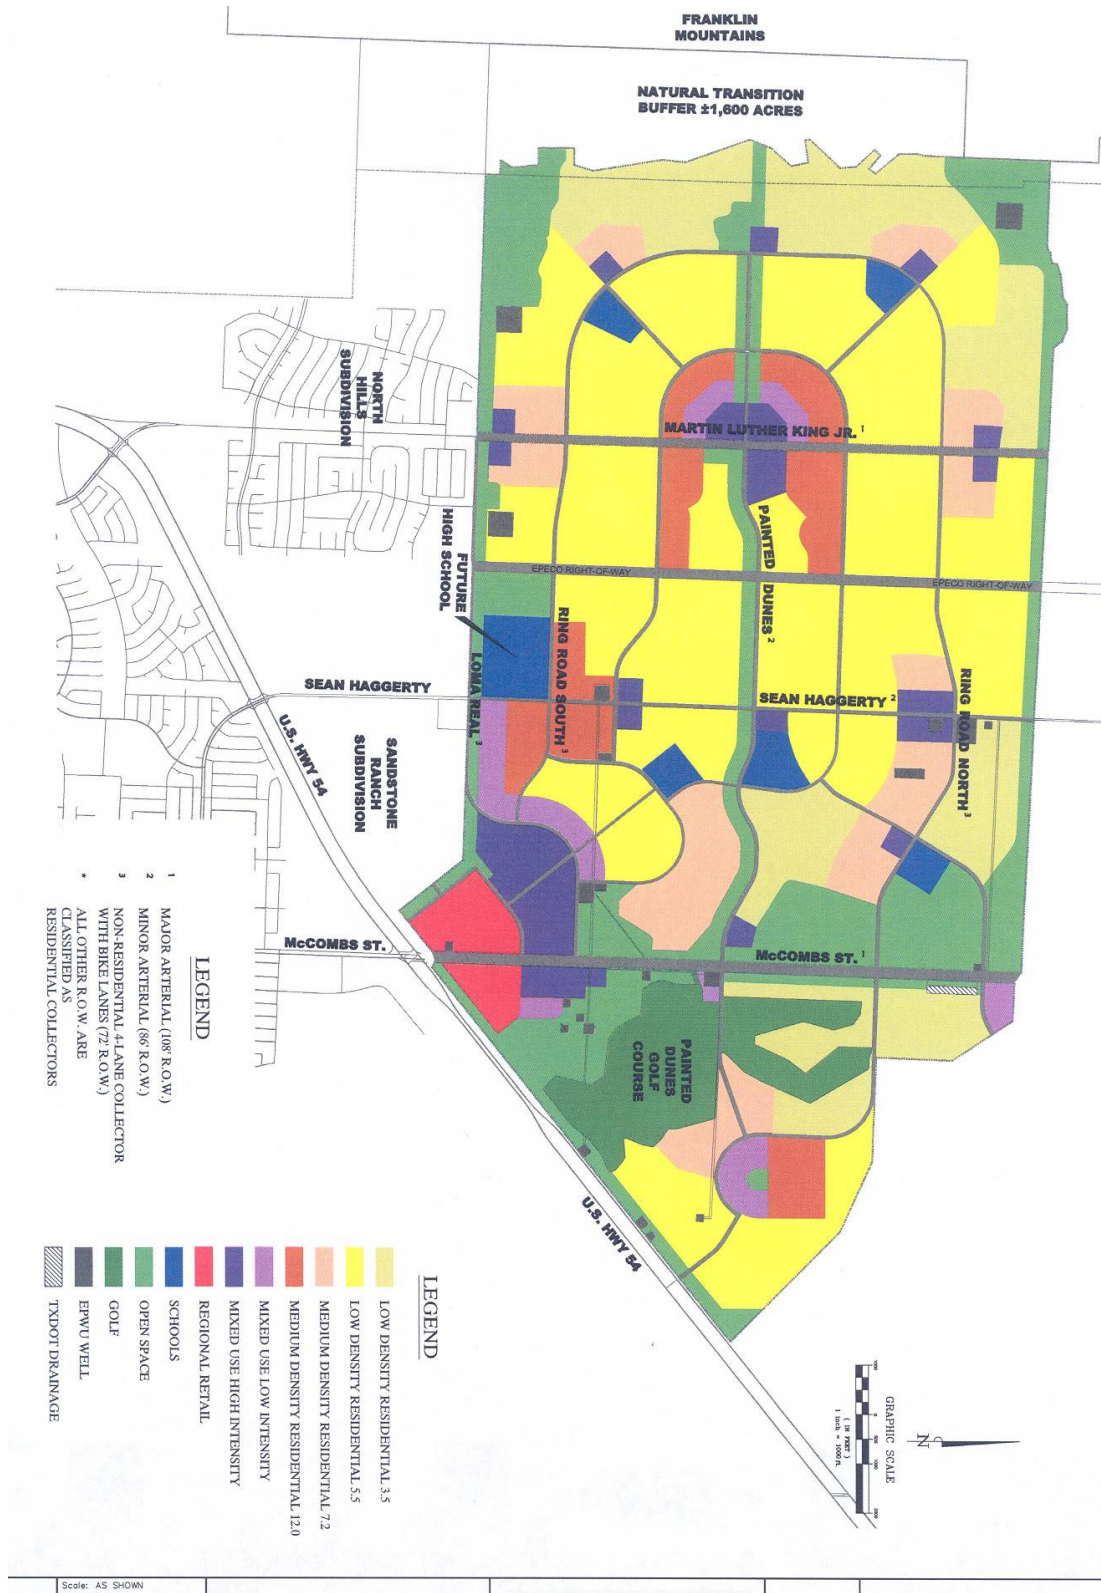 FRANKLIN
MOUNTAINS
NATURAL TRANSITION
BUFFER ±1,600 ACRES
NORTH
HILLS
SUBDIVISION
MARTIN LUTHER KING JR. 1
PAINTED DUNES 2
FUTURE
HIGH SCHOOL
EPECO RIGHT-OF-WAY
EPECO RIGHT-OF-WAY
RING ROAD SOUTH 3
LOMA REAL 3
SEAN HAGGERTY
SEAN HAGGERTY 2
RING ROAD NORTH 3
U.S. HWY 54
SANDSTONE
RANCH
SUBDIVISION
McCOMBS ST.
McCOMBS ST. 1
PAINTED
DUNES
GOLF
COURSE
U.S. HWY 54
LEGEND
1 MAJOR ARTERIAL (108' R.O.W.)
2 MINOR ARTERIAL (86' R.O.W.)
3 NON-RESIDENTIAL 4-LANE COLLECTOR
WITH BIKE LANES (72' R.O.W.)
* ALL OTHER R.O.W. ARE
CLASSIFIED AS
RESIDENTIAL COLLECTORS
LEGEND
LOW DENSITY RESIDENTIAL 3.5
LOW DENSITY RESIDENTIAL 5.5
MEDIUM DENSITY RESIDENTIAL 7.2
MEDIUM DENSITY RESIDENTIAL 12.0
MIXED USE LOW INTENSITY
MIXED USE HIGH INTENSITY
REGIONAL RETAIL
SCHOOLS
OPEN SPACE
GOLF
EPWU WELL
TXDOT DRAINAGE
N
GRAPHIC SCALE
( IN FEET )
1 inch = 1000 ft.
Scale: AS SHOWN